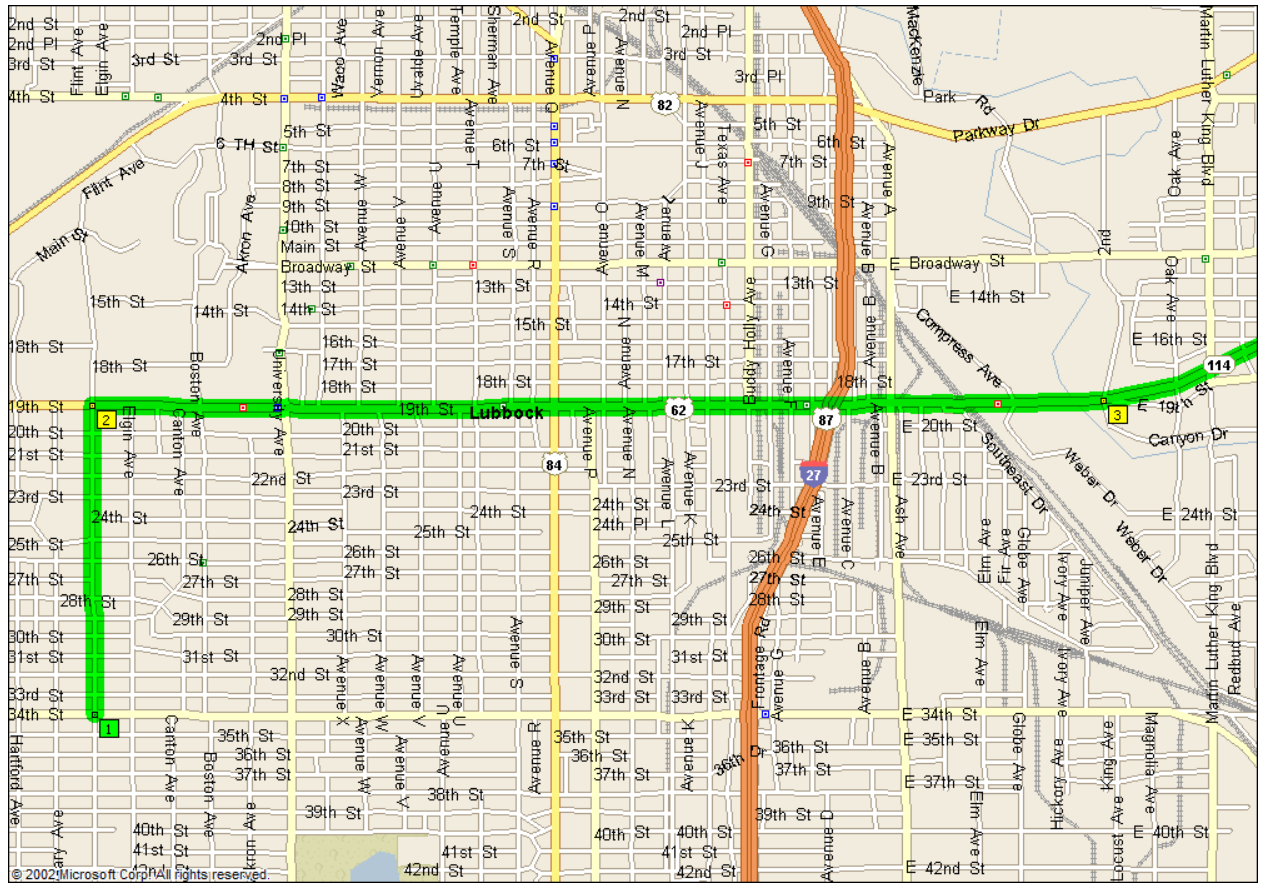 2nd St
2nd St
2nd St
2nd Pl
2nd Pl
2nd Pl
3rd St
3rd St
3rd St
3rd St
3rd Pl
Flint Ave
Elgin Ave
Waco Ave
Temple Ave
Sherman Ave
Avenue Q
Avenue N
MacKenzie
Park Rd
Martin Luther King Blvd
4th St
4th St
82
Parkway Dr
5th St
5th St
6 TH St
6th St
6th St
7th St
7th St
7th St
Avenue T
Avenue J
Texas Ave
Avenue A
Oak Ave
Flint Ave
8th St
9th St
9th St
10th St
Main St
Main St
Akron Ave
Avenue W
Avenue V
Avenue U
Avenue S
Avenue R
Avenue O
Avenue M
Avenue L
Avenue G
Avenue B
2nd
Broadway St
E Broadway St
13th St
13th St
13th St
14th St
14th St
14th St
E 14th St
15th St
15th St
Oak Ave
Buddy Holly Ave
Avenue B
Compress Ave
16th St
E 16th St
17th St
17th St
18th St
18th St
18th St
18th St
18th St
Boston Ave
University Ave
Avenue N
Avenue F
114
19th St
19th St
Lubbock
62
87
E 19th St
1
2
3
20th St
20th St
E 20th St
21st St
21st St
Elgin Ave
Canton Ave
Avenue P
Avenue N
Avenue B
Canyon Dr
84
27
22nd St
23rd St
23rd St
23rd St
E 23rd St
24th St
24th St
24th St
24th St
24th Pl
24th St
E 24th St
25th St
25th St
25th St
Avenue L
Avenue K
Avenue E
Avenue C
Ash Ave
Southeast Dr
Weber Dr
Weber Dr
26th St
26th St
26th St
26th St
27th St
27th St
27th St
27th St
27th St
28th St
28th St
28th St
29th St
29th St
29th St
29th St
Elm Ave
Fir Ave
Globe Ave
Ivory Ave
Juniper Ave
Martin Luther King Blvd
Redbud Ave
30th St
30th St
30th St
31st St
31st St
31st St
32nd St
32nd St
33rd St
33rd St
33rd St
Avenue S
Avenue X
Avenue W
Avenue V
Avenue U
Frontage Rd
Avenue G
Avenue B
Elm Ave
Ivory Ave
34th St
E 34th St
35th St
35th St
E 35th St
36th St
36th St
36th Dr
36th St
37th St
37th St
37th St
E 37th St
Hartford Ave
Canton Ave
Boston Ave
Avenue W
Avenue V
Avenue U
Avenue R
Avenue K
Globe Ave
Hickory Ave
King Ave
Magnolia Ave
38th St
39th St
39th St
40th St
40th St
40th St
E 40th St
41st St
41st St
41st St
42nd St
42nd St
42nd St
E 42nd St
Avenue D
Elm Ave
Locust Ave
© 2002 Microsoft Corp. All rights reserved.